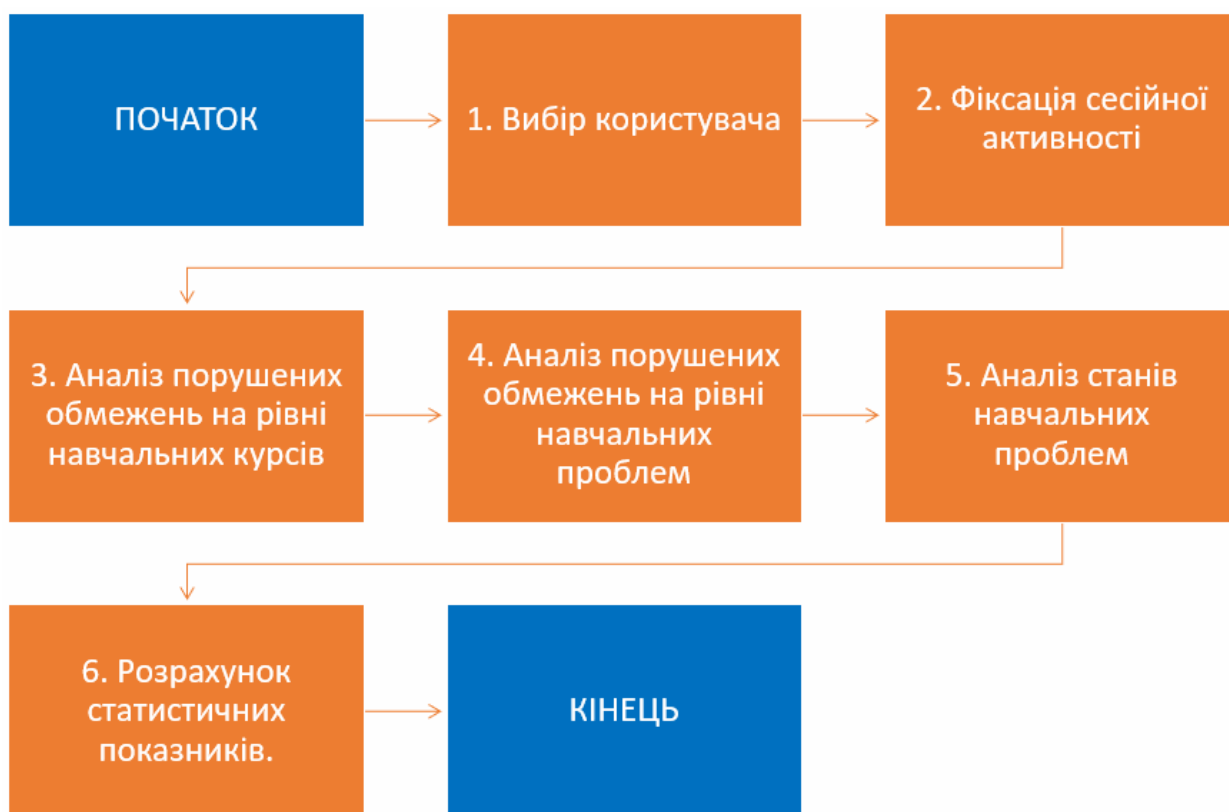 ПОЧАТОК
1. Вибір користувача
2. Фіксація сесійної
активності
3. Аналіз порушених
обмежень на рівні
навчальних курсів
4. Аналіз порушених
обмежень на рівні
навчальних
проблем
5. Аналіз станів
навчальних
проблем
6. Розрахунок
статистичних
показників.
КІНЕЦЬ